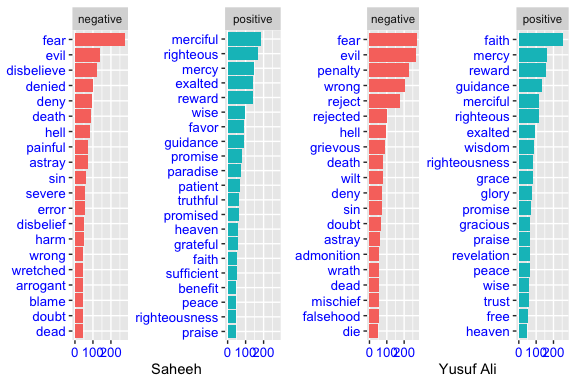 negative
fear
evil
disbelieve
denied
deny
death
hell
painful
astray
sin
severe
error
disbelief
harm
wrong
wretched
arrogant
blame
doubt
dead
0 100 200
positive
merciful
righteous
mercy
exalted
reward
wise
favor
guidance
promise
paradise
patient
truthful
promised
heaven
grateful
faith
sufficient
benefit
peace
righteousness
praise
0 100 200
Saheeh
negative
fear
evil
penalty
wrong
reject
rejected
hell
grievous
death
wilt
deny
sin
doubt
astray
admonition
wrath
dead
mischief
falsehood
die
0 100 200
positive
faith
mercy
reward
guidance
merciful
righteous
exalted
wisdom
righteousness
grace
glory
promise
gracious
praise
revelation
peace
wise
trust
free
heaven
0 100 200
Yusuf Ali